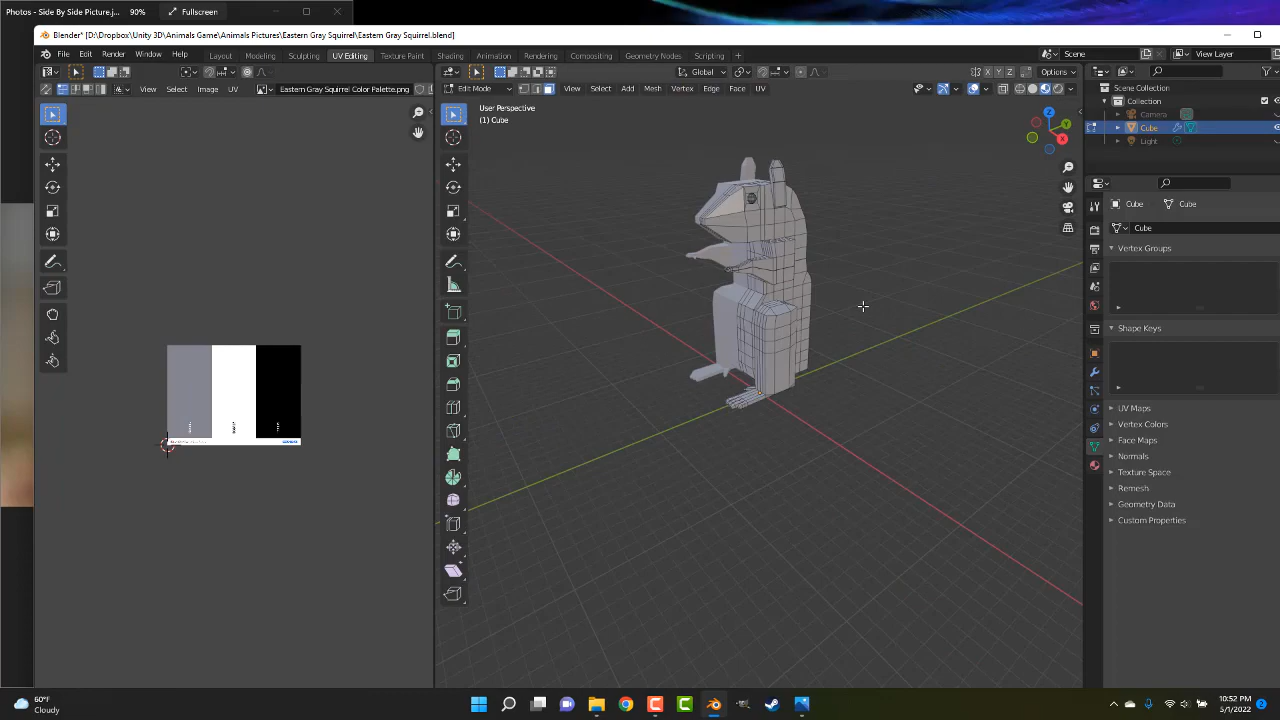 Photos - Side By Side Picture.j... 90% Fullscreen
Blender* [D:\Dropbox\Unity 3D\Animals Game\Animals Pictures\Eastern Gray Squirrel\Eastern Gray Squirrel.blend]
File Edit Render Window Help Layout Modeling Sculpting UV Editing Texture Paint Shading Animation Rendering Compositing Geometry Nodes Scripting + Scene View Layer
Global Options
View Select Image UV Eastern Gray Squirrel Color Palette.png Edit Mode View Select Add Mesh Vertex Edge Face UV X Y Z
Scene Collection
Collection
Camera
Cube
Light
User Perspective
(1) Cube
Z
Y
X
Cube Cube
Cube
Vertex Groups
Shape Keys
UV Maps
Vertex Colors
Face Maps
Normals
Texture Space
Remesh
Geometry Data
Custom Properties
60°F
Cloudy
10:52 PM
5/1/2022
2